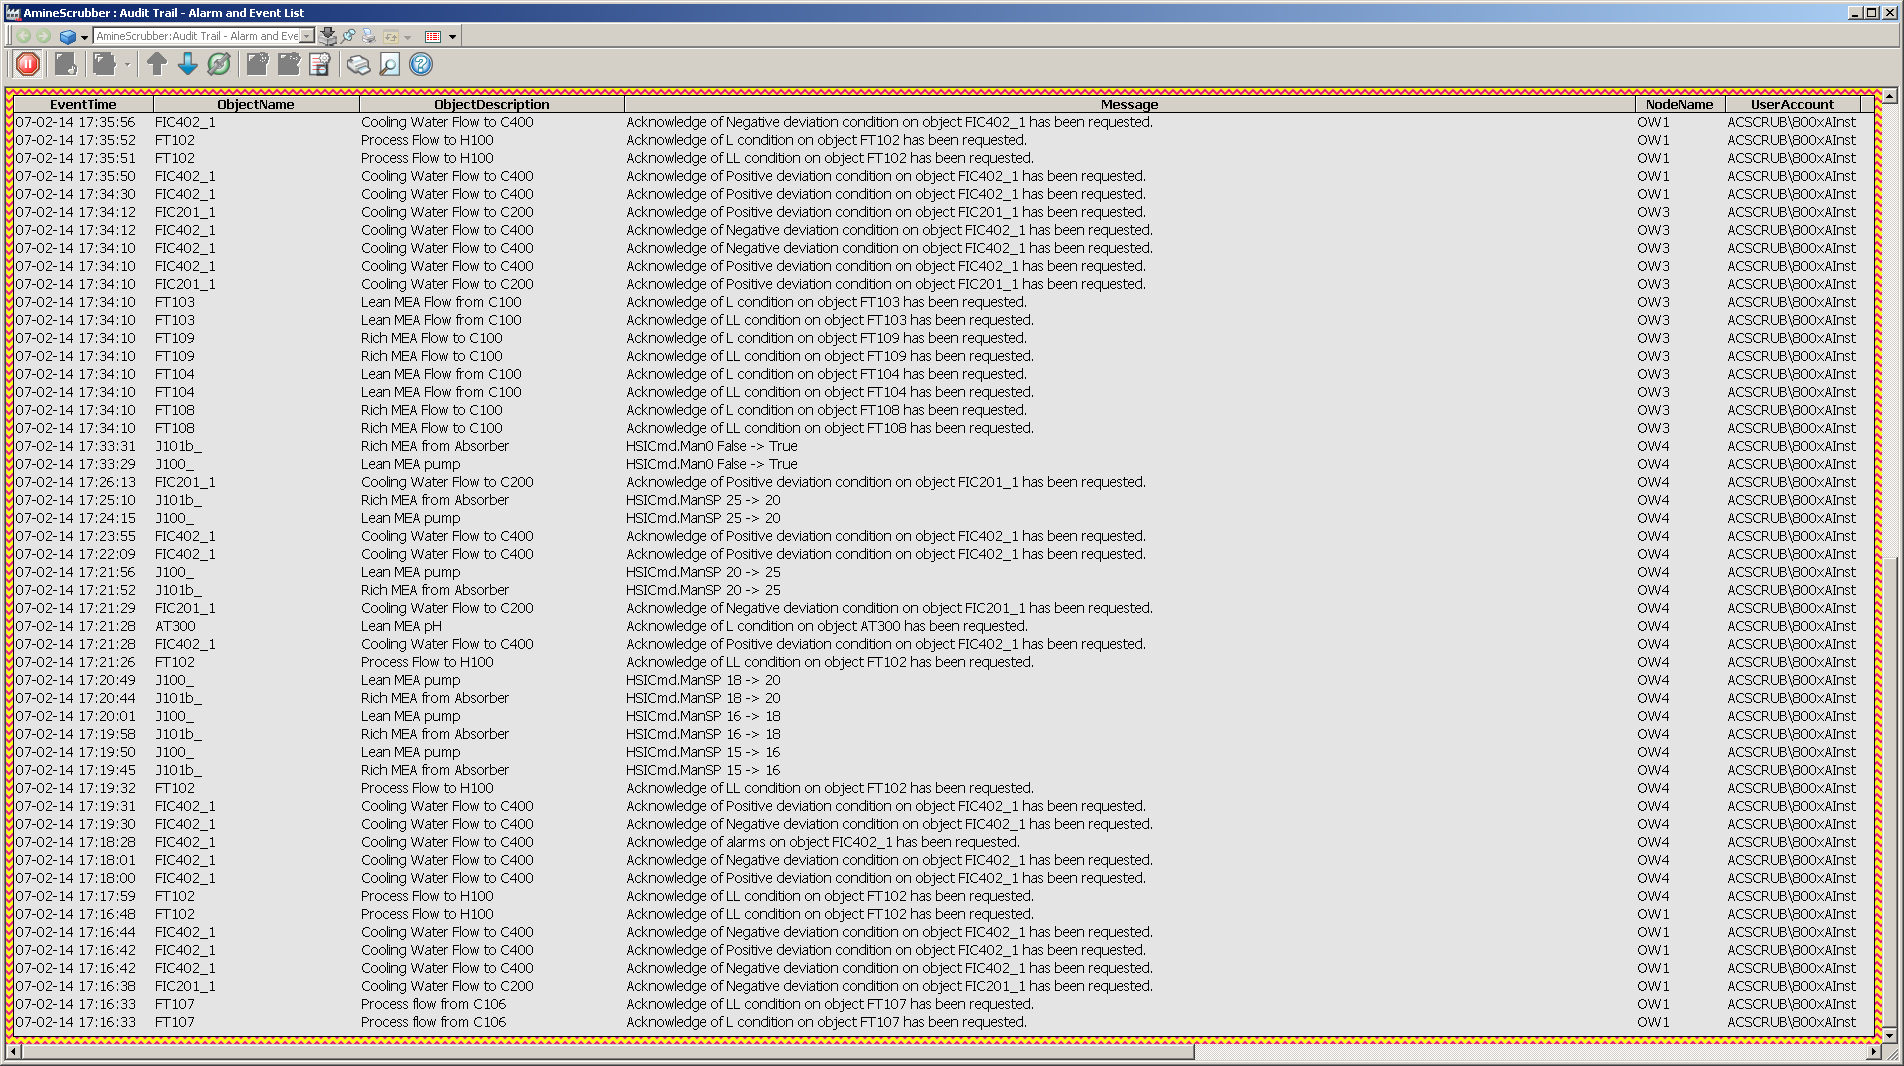 AmineScrubber : Audit Trail - Alarm and Event List
AmineScrubber:Audit Trail - Alarm and Eve
EventTime ObjectName ObjectDescription Message NodeName UserAccount
07-02-14 17:35:56 FIC402_1 Cooling Water Flow to C400 Acknowledge of Negative deviation condition on object FIC402_1 has been requested. OW1 ACSCRUB\800xAInst
07-02-14 17:35:52 FT102 Process Flow to H100 Acknowledge of L condition on object FT102 has been requested. OW1 ACSCRUB\800xAInst
07-02-14 17:35:51 FT102 Process Flow to H100 Acknowledge of LL condition on object FT102 has been requested. OW1 ACSCRUB\800xAInst
07-02-14 17:35:50 FIC402_1 Cooling Water Flow to C400 Acknowledge of Positive deviation condition on object FIC402_1 has been requested. OW1 ACSCRUB\800xAInst
07-02-14 17:34:30 FIC402_1 Cooling Water Flow to C400 Acknowledge of Positive deviation condition on object FIC402_1 has been requested. OW1 ACSCRUB\800xAInst
07-02-14 17:34:12 FIC201_1 Cooling Water Flow to C200 Acknowledge of Positive deviation condition on object FIC201_1 has been requested. OW3 ACSCRUB\800xAInst
07-02-14 17:34:12 FIC402_1 Cooling Water Flow to C400 Acknowledge of Negative deviation condition on object FIC402_1 has been requested. OW3 ACSCRUB\800xAInst
07-02-14 17:34:10 FIC402_1 Cooling Water Flow to C400 Acknowledge of Negative deviation condition on object FIC402_1 has been requested. OW3 ACSCRUB\800xAInst
07-02-14 17:34:10 FIC402_1 Cooling Water Flow to C400 Acknowledge of Positive deviation condition on object FIC402_1 has been requested. OW3 ACSCRUB\800xAInst
07-02-14 17:34:10 FIC201_1 Cooling Water Flow to C200 Acknowledge of Positive deviation condition on object FIC201_1 has been requested. OW3 ACSCRUB\800xAInst
07-02-14 17:34:10 FT103 Lean MEA Flow from C100 Acknowledge of L condition on object FT103 has been requested. OW3 ACSCRUB\800xAInst
07-02-14 17:34:10 FT103 Lean MEA Flow from C100 Acknowledge of LL condition on object FT103 has been requested. OW3 ACSCRUB\800xAInst
07-02-14 17:34:10 FT109 Rich MEA Flow to C100 Acknowledge of L condition on object FT109 has been requested. OW3 ACSCRUB\800xAInst
07-02-14 17:34:10 FT109 Rich MEA Flow to C100 Acknowledge of LL condition on object FT109 has been requested. OW3 ACSCRUB\800xAInst
07-02-14 17:34:10 FT104 Lean MEA Flow from C100 Acknowledge of L condition on object FT104 has been requested. OW3 ACSCRUB\800xAInst
07-02-14 17:34:10 FT104 Lean MEA Flow from C100 Acknowledge of LL condition on object FT104 has been requested. OW3 ACSCRUB\800xAInst
07-02-14 17:34:10 FT108 Rich MEA Flow to C100 Acknowledge of L condition on object FT108 has been requested. OW3 ACSCRUB\800xAInst
07-02-14 17:34:10 FT108 Rich MEA Flow to C100 Acknowledge of LL condition on object FT108 has been requested. OW3 ACSCRUB\800xAInst
07-02-14 17:33:31 J101b_ Rich MEA from Absorber HSICmd.Man0 False -> True OW4 ACSCRUB\800xAInst
07-02-14 17:33:29 J100_ Lean MEA pump HSICmd.Man0 False -> True OW4 ACSCRUB\800xAInst
07-02-14 17:26:13 FIC201_1 Cooling Water Flow to C200 Acknowledge of Positive deviation condition on object FIC201_1 has been requested. OW4 ACSCRUB\800xAInst
07-02-14 17:25:10 J101b_ Rich MEA from Absorber HSICmd.ManSP 25 -> 20 OW4 ACSCRUB\800xAInst
07-02-14 17:24:15 J100_ Lean MEA pump HSICmd.ManSP 25 -> 20 OW4 ACSCRUB\800xAInst
07-02-14 17:23:55 FIC402_1 Cooling Water Flow to C400 Acknowledge of Positive deviation condition on object FIC402_1 has been requested. OW4 ACSCRUB\800xAInst
07-02-14 17:22:09 FIC402_1 Cooling Water Flow to C400 Acknowledge of Positive deviation condition on object FIC402_1 has been requested. OW4 ACSCRUB\800xAInst
07-02-14 17:21:56 J100_ Lean MEA pump HSICmd.ManSP 20 -> 25 OW4 ACSCRUB\800xAInst
07-02-14 17:21:52 J101b_ Rich MEA from Absorber HSICmd.ManSP 20 -> 25 OW4 ACSCRUB\800xAInst
07-02-14 17:21:29 FIC201_1 Cooling Water Flow to C200 Acknowledge of Negative deviation condition on object FIC201_1 has been requested. OW4 ACSCRUB\800xAInst
07-02-14 17:21:28 AT300 Lean MEA pH Acknowledge of L condition on object AT300 has been requested. OW4 ACSCRUB\800xAInst
07-02-14 17:21:28 FIC402_1 Cooling Water Flow to C400 Acknowledge of Positive deviation condition on object FIC402_1 has been requested. OW4 ACSCRUB\800xAInst
07-02-14 17:21:26 FT102 Process Flow to H100 Acknowledge of LL condition on object FT102 has been requested. OW4 ACSCRUB\800xAInst
07-02-14 17:20:49 J100_ Lean MEA pump HSICmd.ManSP 18 -> 20 OW4 ACSCRUB\800xAInst
07-02-14 17:20:44 J101b_ Rich MEA from Absorber HSICmd.ManSP 18 -> 20 OW4 ACSCRUB\800xAInst
07-02-14 17:20:01 J100_ Lean MEA pump HSICmd.ManSP 16 -> 18 OW4 ACSCRUB\800xAInst
07-02-14 17:19:58 J101b_ Rich MEA from Absorber HSICmd.ManSP 16 -> 18 OW4 ACSCRUB\800xAInst
07-02-14 17:19:50 J100_ Lean MEA pump HSICmd.ManSP 15 -> 16 OW4 ACSCRUB\800xAInst
07-02-14 17:19:45 J101b_ Rich MEA from Absorber HSICmd.ManSP 15 -> 16 OW4 ACSCRUB\800xAInst
07-02-14 17:19:32 FT102 Process Flow to H100 Acknowledge of LL condition on object FT102 has been requested. OW4 ACSCRUB\800xAInst
07-02-14 17:19:31 FIC402_1 Cooling Water Flow to C400 Acknowledge of Positive deviation condition on object FIC402_1 has been requested. OW4 ACSCRUB\800xAInst
07-02-14 17:19:30 FIC402_1 Cooling Water Flow to C400 Acknowledge of Negative deviation condition on object FIC402_1 has been requested. OW4 ACSCRUB\800xAInst
07-02-14 17:18:28 FIC402_1 Cooling Water Flow to C400 Acknowledge of alarms on object FIC402_1 has been requested. OW4 ACSCRUB\800xAInst
07-02-14 17:18:01 FIC402_1 Cooling Water Flow to C400 Acknowledge of Negative deviation condition on object FIC402_1 has been requested. OW4 ACSCRUB\800xAInst
07-02-14 17:18:00 FIC402_1 Cooling Water Flow to C400 Acknowledge of Positive deviation condition on object FIC402_1 has been requested. OW4 ACSCRUB\800xAInst
07-02-14 17:17:59 FT102 Process Flow to H100 Acknowledge of LL condition on object FT102 has been requested. OW4 ACSCRUB\800xAInst
07-02-14 17:16:48 FT102 Process Flow to H100 Acknowledge of LL condition on object FT102 has been requested. OW1 ACSCRUB\800xAInst
07-02-14 17:16:44 FIC402_1 Cooling Water Flow to C400 Acknowledge of Negative deviation condition on object FIC402_1 has been requested. OW1 ACSCRUB\800xAInst
07-02-14 17:16:42 FIC402_1 Cooling Water Flow to C400 Acknowledge of Positive deviation condition on object FIC402_1 has been requested. OW1 ACSCRUB\800xAInst
07-02-14 17:16:42 FIC402_1 Cooling Water Flow to C400 Acknowledge of Negative deviation condition on object FIC402_1 has been requested. OW1 ACSCRUB\800xAInst
07-02-14 17:16:38 FIC201_1 Cooling Water Flow to C200 Acknowledge of Negative deviation condition on object FIC201_1 has been requested. OW1 ACSCRUB\800xAInst
07-02-14 17:16:33 FT107 Process flow from C106 Acknowledge of LL condition on object FT107 has been requested. OW1 ACSCRUB\800xAInst
07-02-14 17:16:33 FT107 Process flow from C106 Acknowledge of L condition on object FT107 has been requested. OW1 ACSCRUB\800xAInst